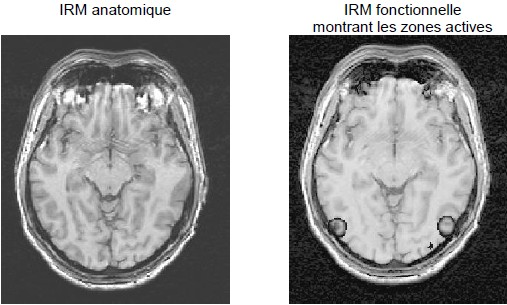 IRM anatomique
IRM fonctionnelle
montrant les zones actives